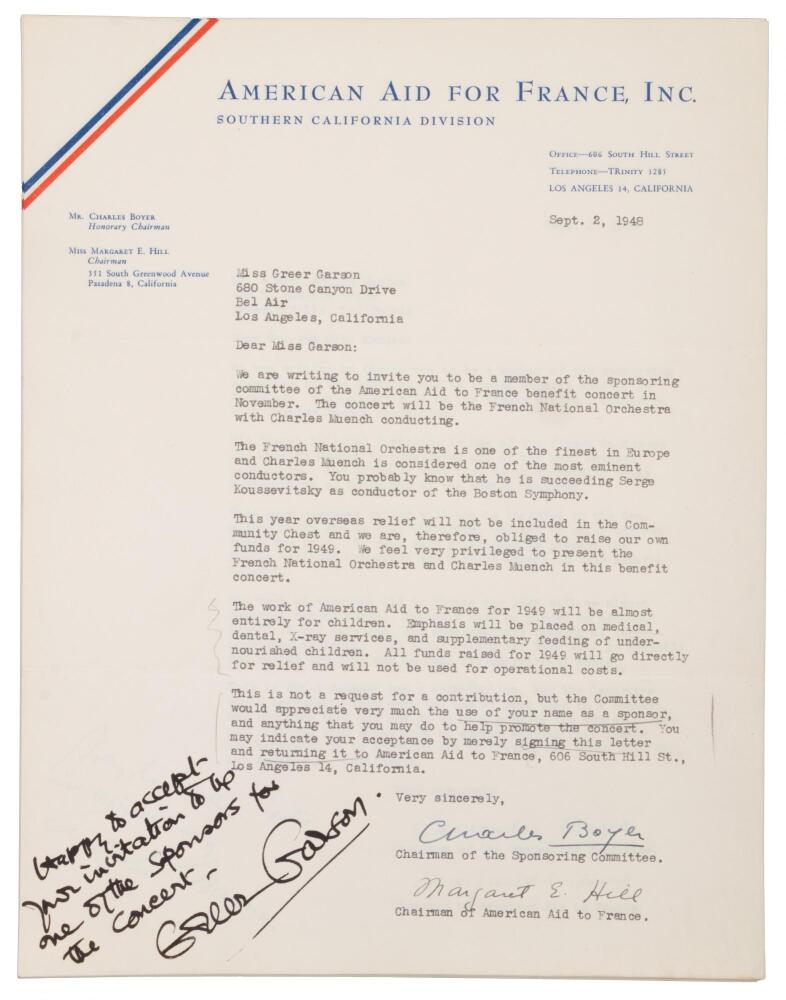 AMERICAN AID FOR FRANCE, INC.
SOUTHERN CALIFORNIA DIVISION
OFFICE—606 SOUTH HILL STREET
TELEPHONE—TRINITY 3283
LOS ANGELES 14, CALIFORNIA
Sept. 2, 1948
MR. CHARLES BOYER
Honorary Chairman
MISS MARGARET E. HILL
Chairman
351 South Greenwood Avenue
Pasadena 8, California
Miss Greer Garson
680 Stone Canyon Drive
Bel Air
Los Angeles, California
Dear Miss Garson:
We are writing to invite you to be a member of the sponsoring
committee of the American Aid to France benefit concert in
November. The concert will be the French National Orchestra
with Charles Muench conducting.
The French National Orchestra is one of the finest in Europe
and Charles Muench is considered one of the most eminent
conductors. You probably know that he is succeeding Serge
Koussevitsky as conductor of the Boston Symphony.
This year overseas relief will not be included in the Com-
munity Chest and we are, therefore, obliged to raise our own
funds for 1949. We feel very privileged to present the
French National Orchestra and Charles Muench in this benefit
concert.
The work of American Aid to France for 1949 will be almost
entirely for children. Emphasis will be placed on medical,
dental, X-ray services, and supplementary feeding of under-
nourished children. All funds raised for 1949 will go directly
for relief and will not be used for operational costs.
This is not a request for a contribution, but the Committee
would appreciate very much the use of your name as a sponsor,
and anything that you may do to help promote the concert. You
may indicate your acceptance by merely signing this letter
and returning it to American Aid to France, 606 South Hill St.,
Los Angeles 14, California.
Very sincerely,
Charles Boyer
Chairman of the Sponsoring Committee.
Margaret E. Hill
Chairman of American Aid to France.
Happy to accept
your invitation to be
one of the sponsors for
the concert -
Greer Garson.